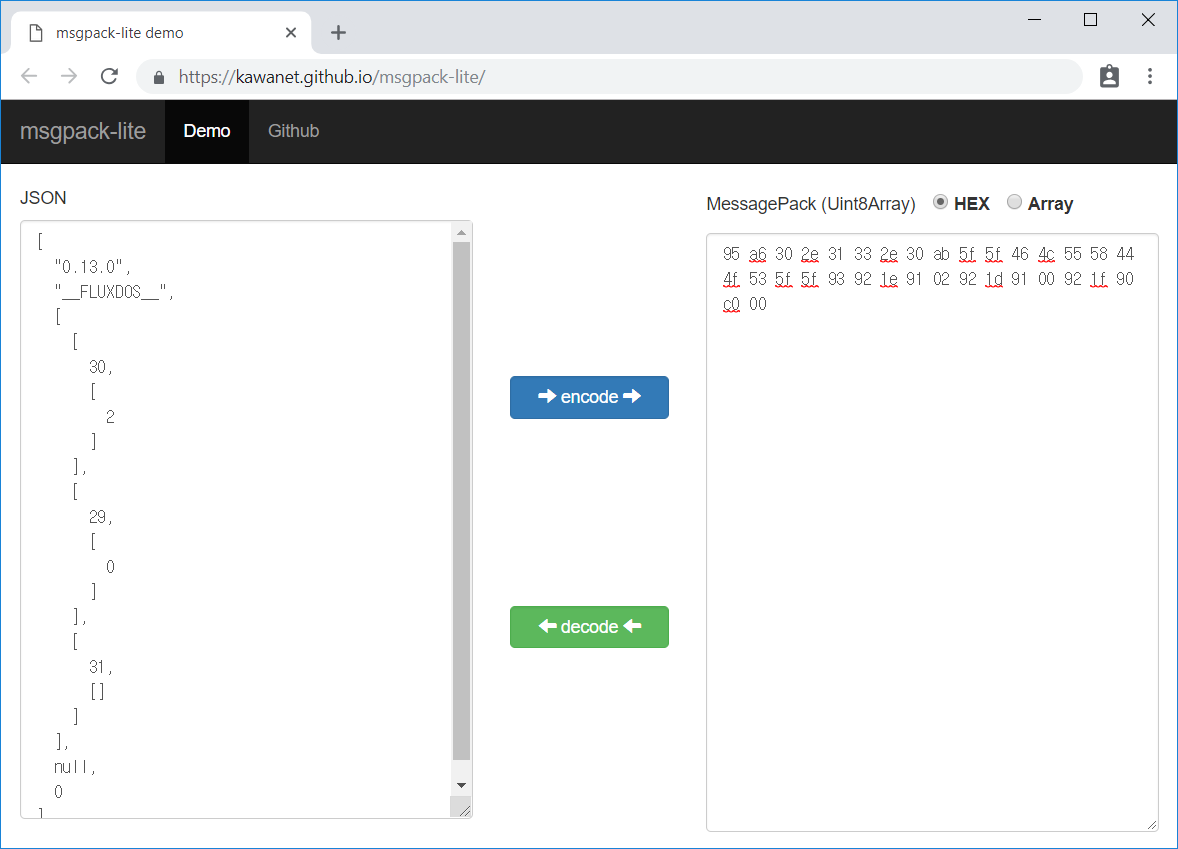 msgpack-lite demo
https://kawanet.github.io/msgpack-lite/
msgpack-lite Demo Github
JSON
[
"0.13.0",
"__FLUXDOS__",
[
[
30,
[
2
]
],
[
29,
[
0
]
],
[
31,
[]
]
],
null,
0
]
encode
decode
MessagePack (Uint8Array) HEX Array
95 a6 30 2e 31 33 2e 30 ab 5f 5f 46 4c 55 58 44
4f 53 5f 5f 93 92 1e 91 02 92 1d 91 00 92 1f 90
c0 00